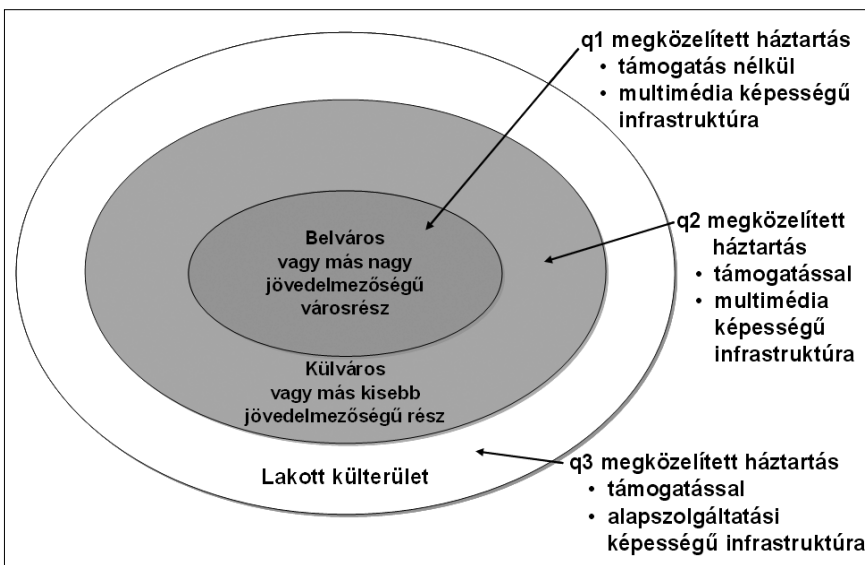 q1 megközelített háztartás
• támogatás nélkül
• multimédia képességű
infrastruktúra
Belváros
vagy más nagy
jövedelmezőségű
városrész
q2 megközelített
háztartás
• támogatással
• multimédia
képességű
infrastruktúra
Külváros
vagy más kisebb
jövedelmezőségű rész
Lakott külterület
q3 megközelített háztartás
• támogatással
• alapszolgáltatási
képességű infrastruktúra